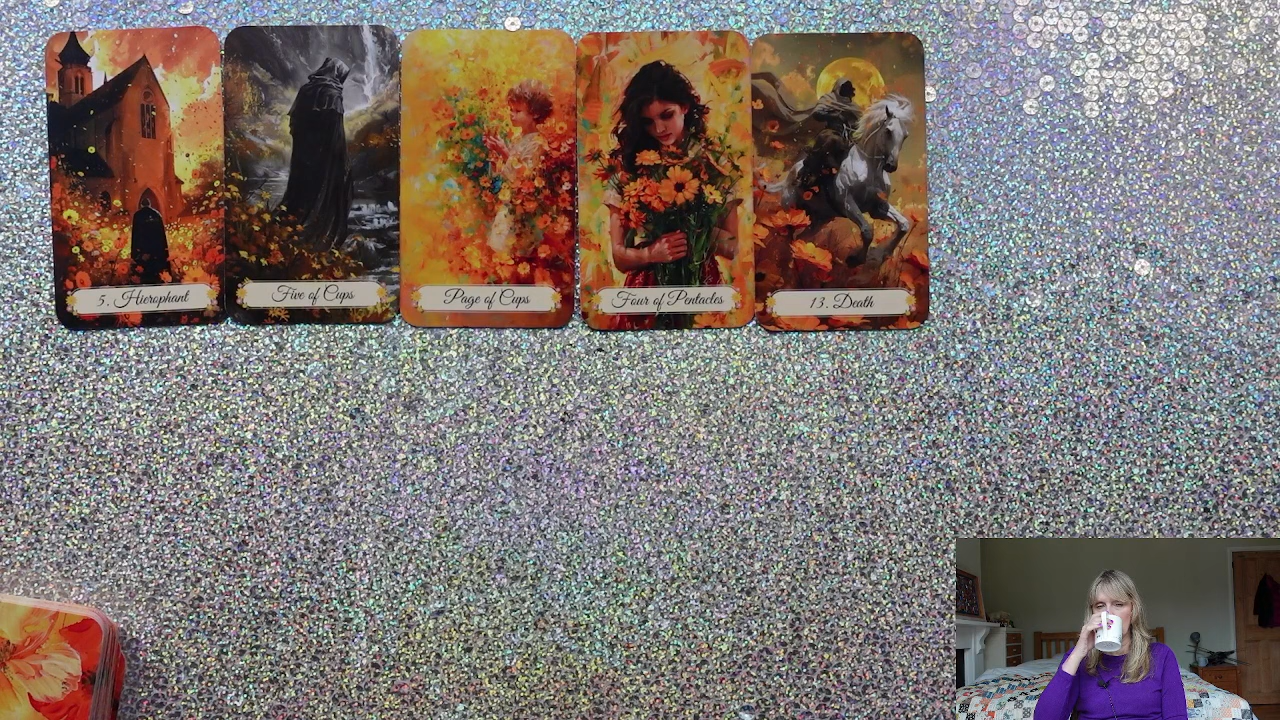 5. Hierophant
Five of Cups
Page of Cups
Four of Pentacles
13. Death